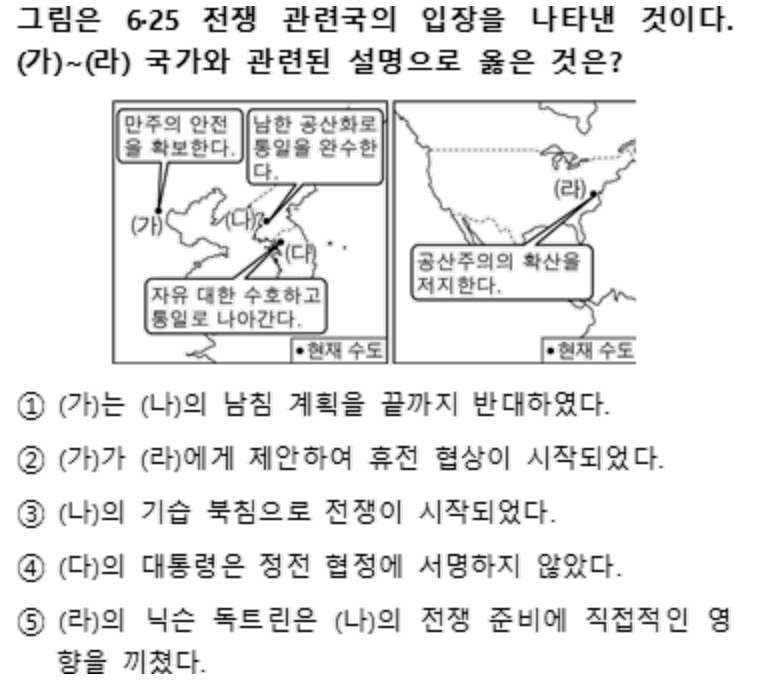 그림은 6·25 전쟁 관련국의 입장을 나타낸 것이다.
(가)~(라) 국가와 관련된 설명으로 옳은 것은?
만주의 안전
을 확보한다.
남한 공산화로
통일을 완수한
다.
(가)
(다)
(다)
자유 대한 수호하고
통일로 나아간다.
•현재 수도
(라)
공산주의의 확산을
저지한다.
•현재 수도
① (가)는 (나)의 남침 계획을 끝까지 반대하였다.
② (가)가 (라)에게 제안하여 휴전 협상이 시작되었다.
③ (나)의 기습 북침으로 전쟁이 시작되었다.
④ (다)의 대통령은 정전 협정에 서명하지 않았다.
⑤ (라)의 닉슨 독트린은 (나)의 전쟁 준비에 직접적인 영
향을 끼쳤다.